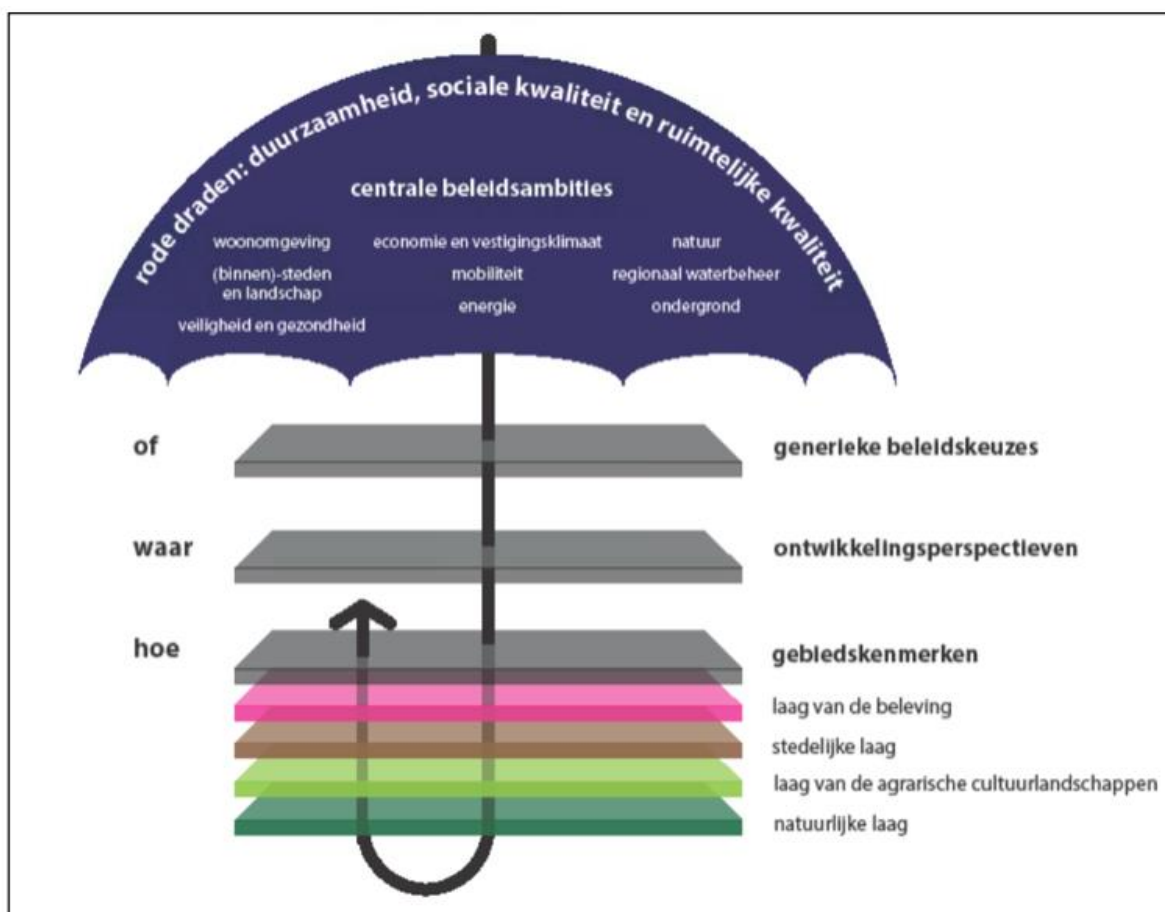 rode draden: duurzaamheid, sociale kwaliteit en ruimtelijke kwaliteit
centrale beleidsambities
woonomgeving
(binnen)-steden
en landschap
veiligheid en gezondheid
economie en vestigingsklimaat
mobiliteit
energie
natuur
regionaal waterbeheer
ondergrond
of
generieke beleidskeuzes
waar
ontwikkelingsperspectieven
hoe
gebiedskenmerken
laag van de beleving
stedelijke laag
laag van de agrarische cultuurlandschappen
natuurlijke laag